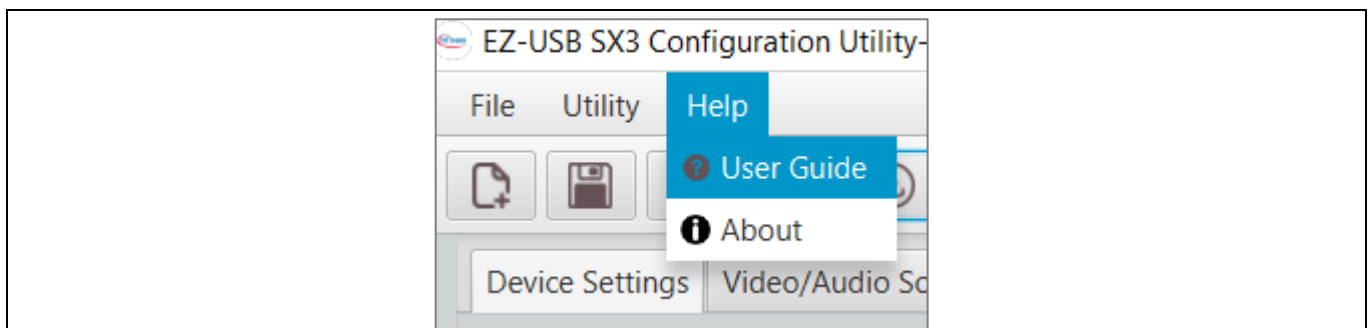 EZ-USB SX3 Configuration Utility-
File Utility Help
User Guide
About
Device Settings Video/Audio Sc